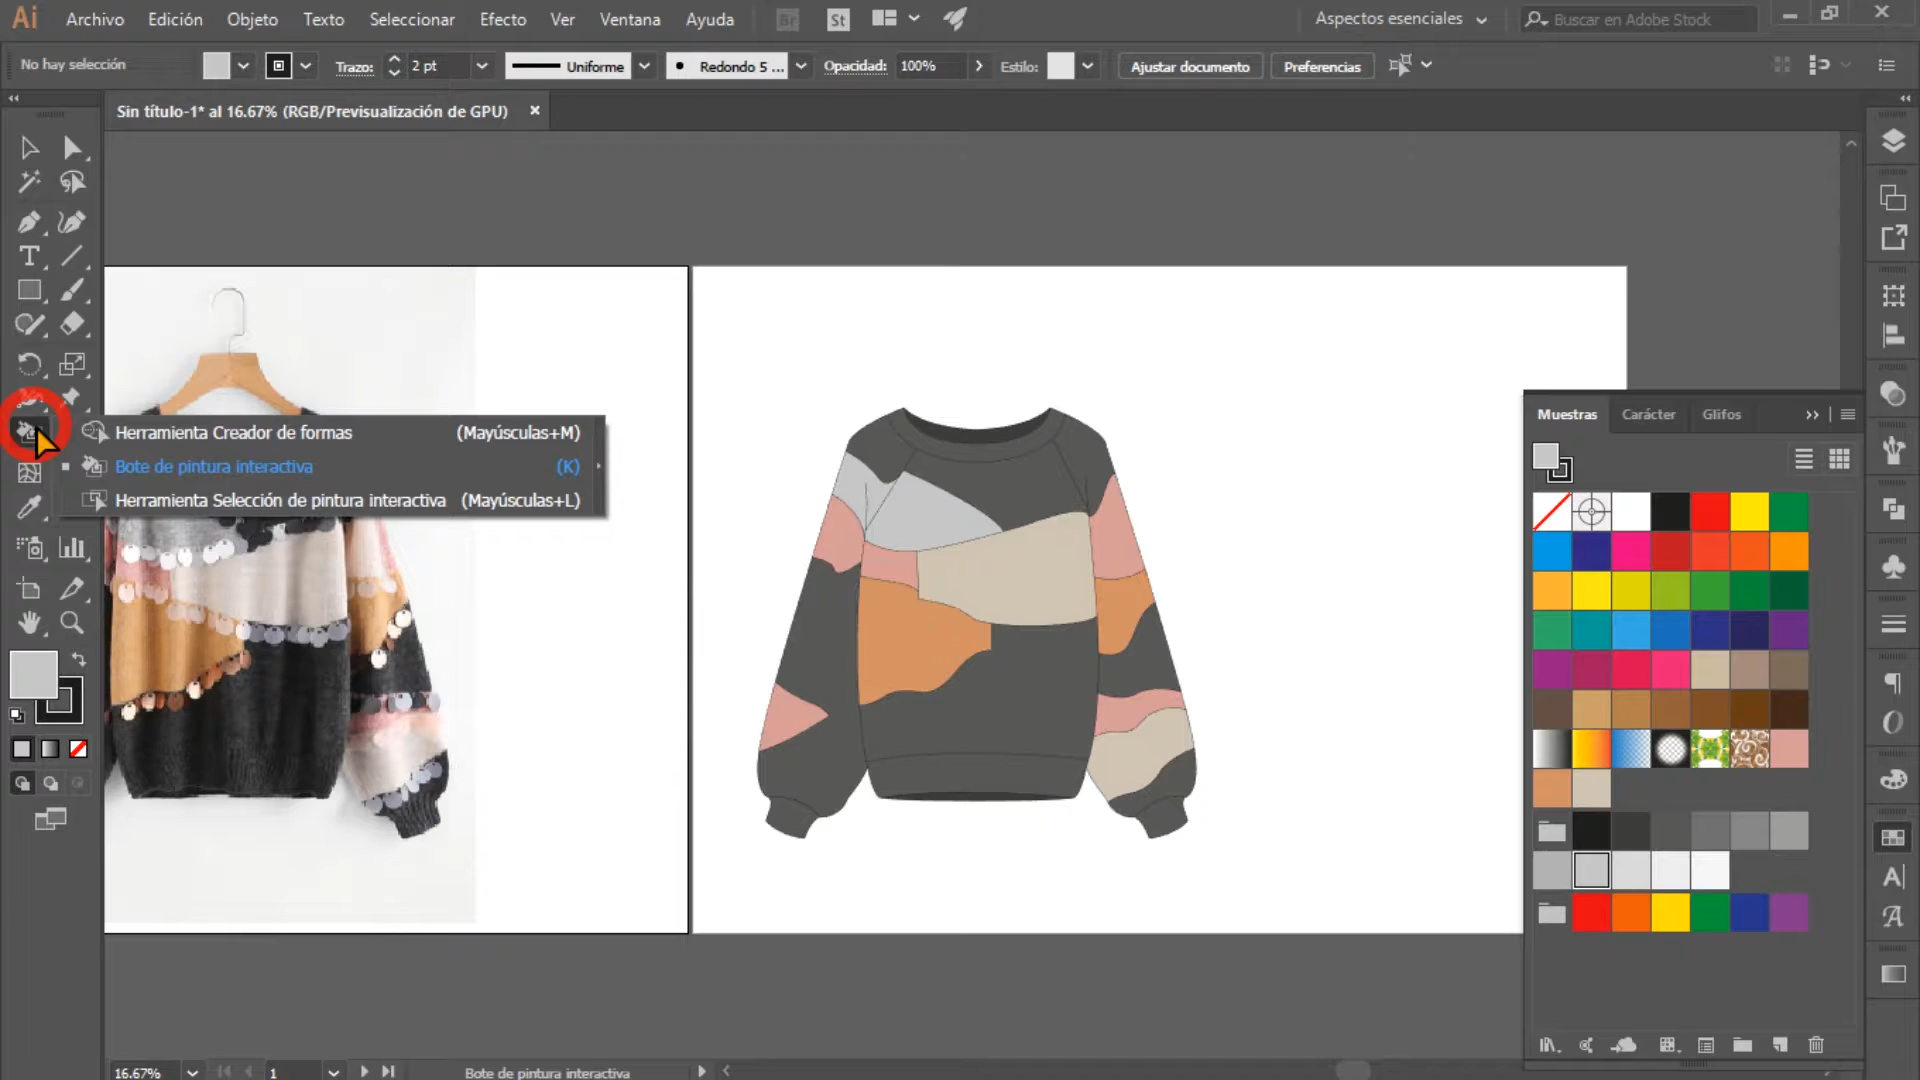 Ai Archivo Edición Objeto Texto Seleccionar Efecto Ver Ventana Ayuda Br St Aspectos esenciales Buscar en Adobe Stock
No hay selección Trazo: 2 pt Uniforme Redondo 5 ... Opacidad: 100% Estilo: Ajustar documento Preferencias
Sin título-1* al 16.67% (RGB/Previsualización de GPU)
Muestras Carácter Glifos
Herramienta Creador de formas (Mayúsculas+M)
Bote de pintura interactiva (K)
Herramienta Selección de pintura interactiva (Mayúsculas+L)
16.67% 1 Bote de pintura interactiva